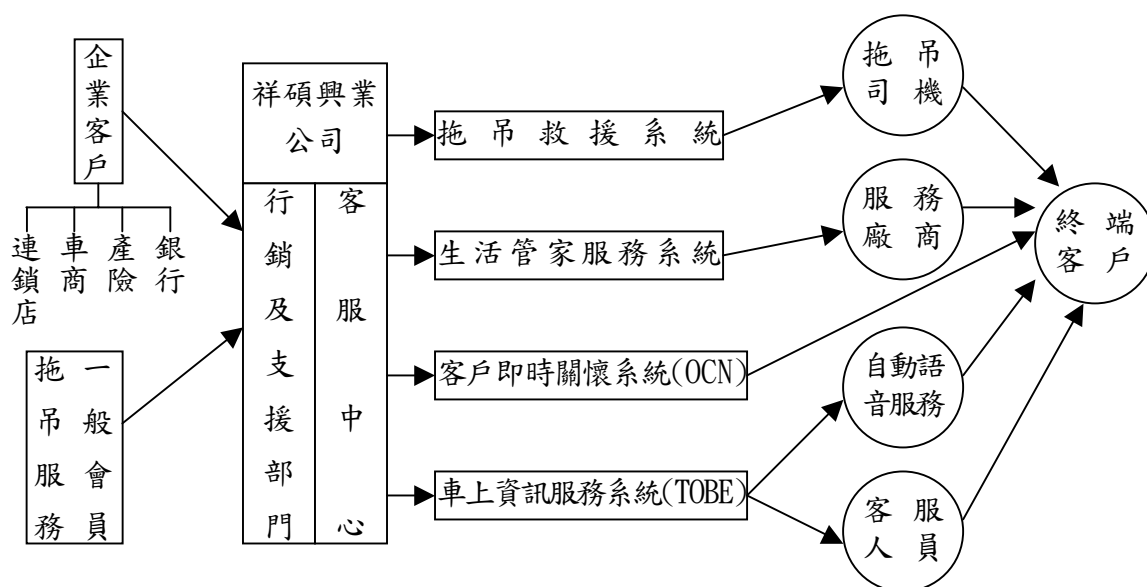 企業客戶
連鎖店
車商
產險
銀行
一般會員
拖吊服務
祥碩興業
公司
行銷及支援部門
客服中心
拖吊救援系統
生活管家服務系統
客戶即時關懷系統(OCN)
車上資訊服務系統(TOBE)
拖吊
司機
服務
廠商
自動語
音服務
客服
人員
終端
客戶